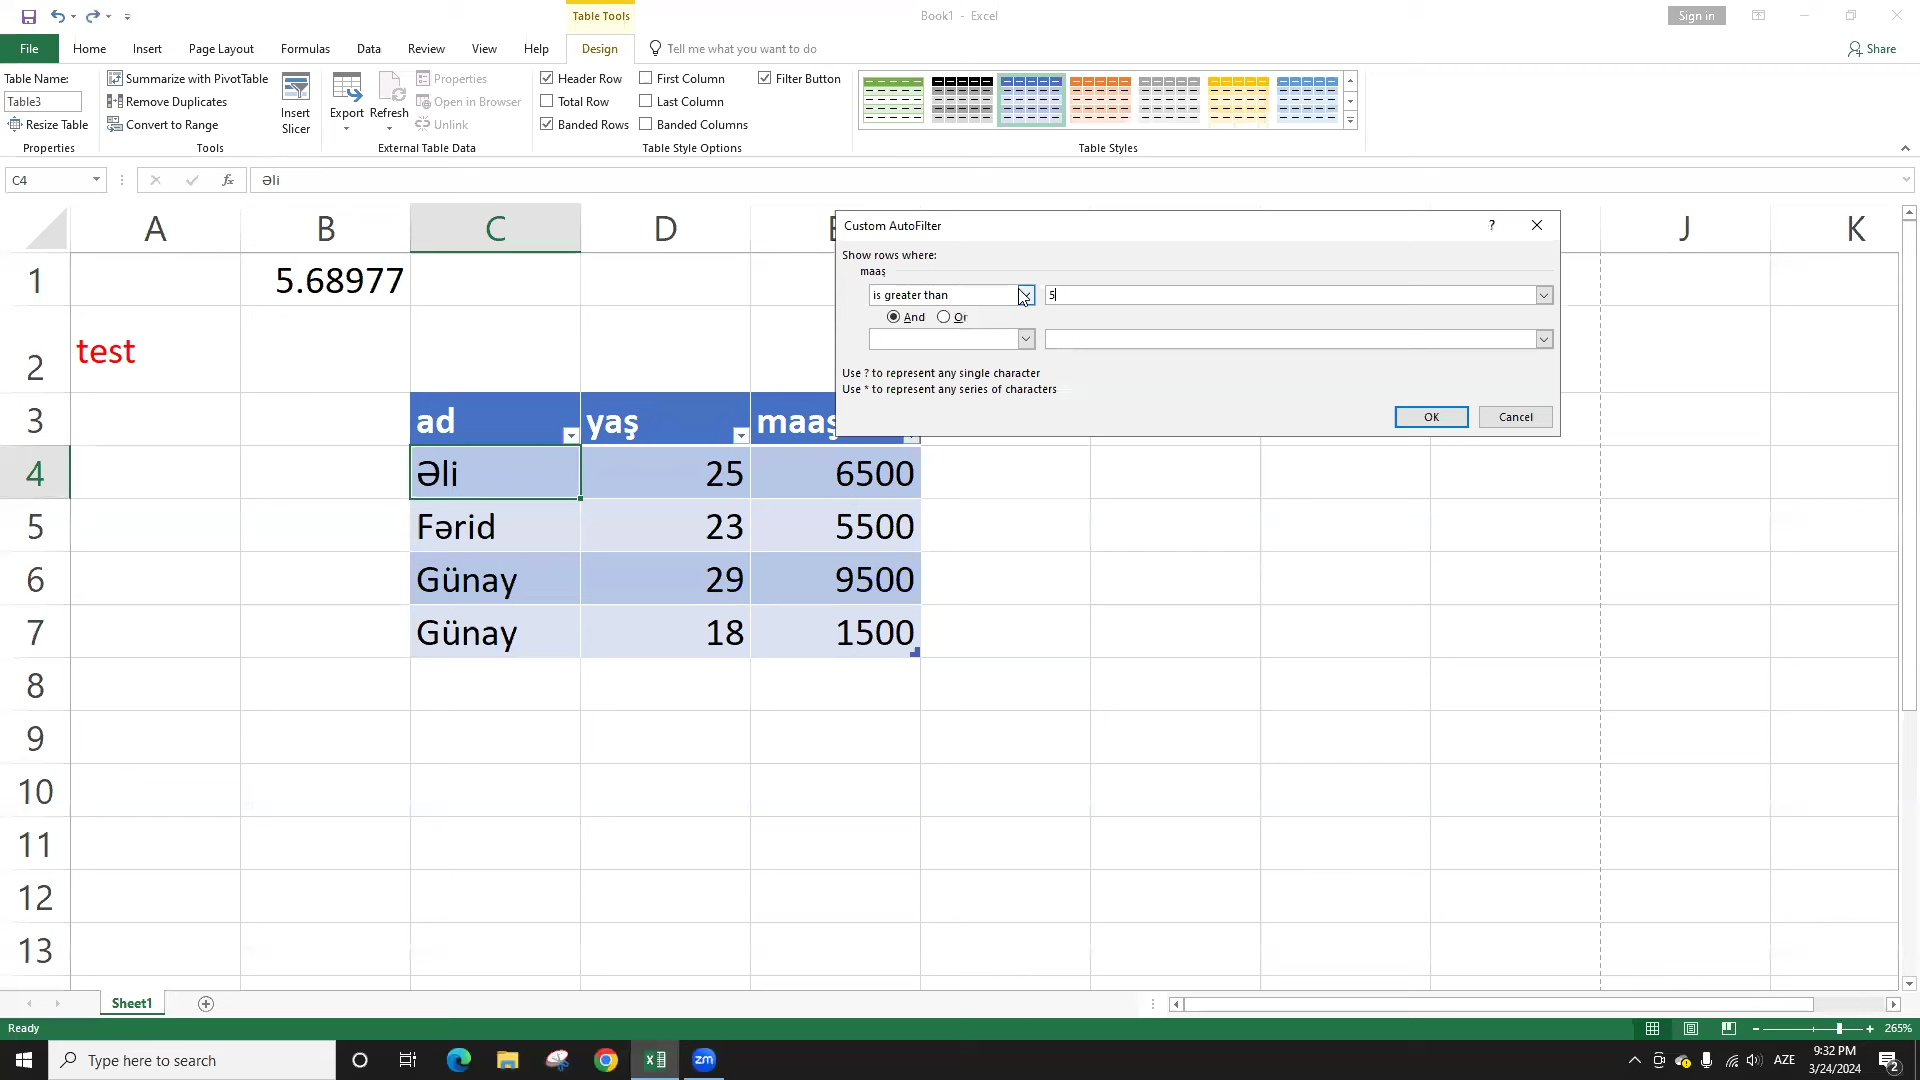 Table Tools
Book1 - Excel
Sign in
File Home Insert Page Layout Formulas Data Review View Help Design Tell me what you want to do Share
Table Name:
Table3
Resize Table
Properties
Summarize with PivotTable
Remove Duplicates
Convert to Range
Insert Slicer
Tools
Export Refresh
Properties
Open in Browser
Unlink
External Table Data
Header Row First Column Filter Button
Total Row Last Column
Banded Rows Banded Columns
Table Style Options
Table Styles
C4 fx Əli
A B C D E J K
Custom AutoFilter ?
Show rows where:
maaş
is greater than 5
And Or
Use ? to represent any single character
Use * to represent any series of characters
OK Cancel
1 5.68977
2 test
3 ad yaş maaş
4 Əli 25 6500
5 Fərid 23 5500
6 Günay 29 9500
7 Günay 18 1500
8
9
10
11
12
13
Sheet1
Ready
265%
Type here to search
zm
AZE
9:32 PM
3/24/2024
2